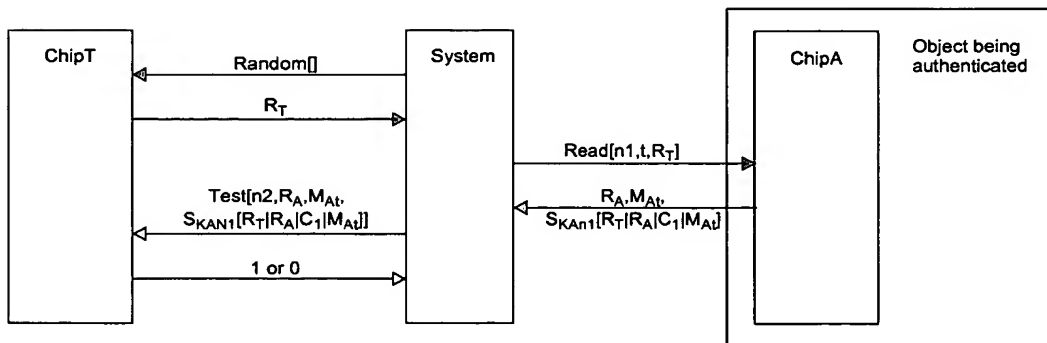 ChipT
System
ChipA
Object being
authenticated
Random[]
R_T
Read[n1,t,R_T]
Test[n2,R_A,M_At,
S_KAN1[R_T|R_A|C_1|M_At]]
R_A,M_At,
S_KAn1[R_T|R_A|C_1|M_At]
1 or 0